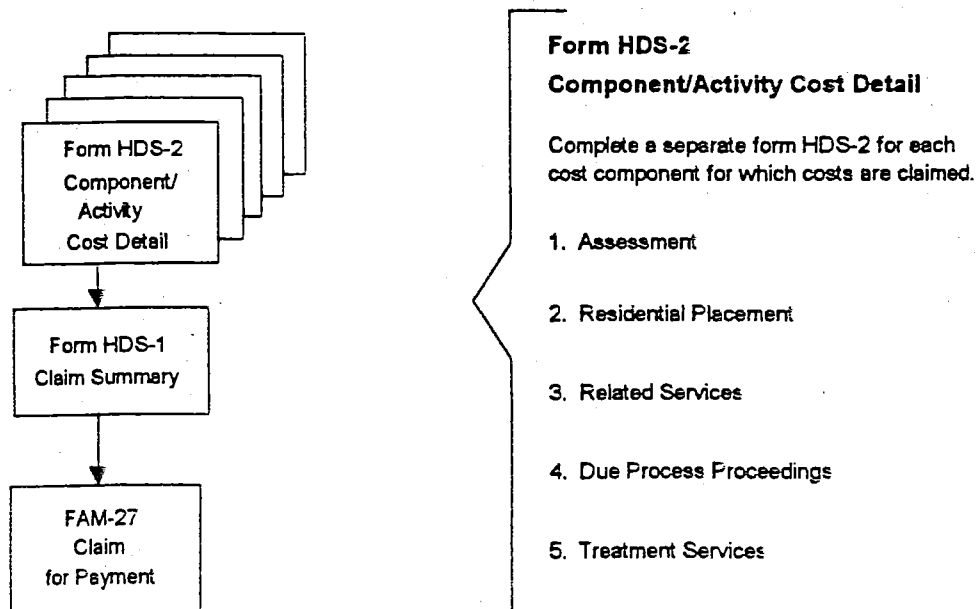 Form HDS-2
Component/
Activity
Cost Detail
Form HDS-1
Claim Summary
FAM-27
Claim
for Payment
Form HDS-2
Component/Activity Cost Detail
Complete a separate form HDS-2 for each
cost component for which costs are claimed.
1. Assessment
2. Residential Placement
3. Related Services
4. Due Process Proceedings
5. Treatment Services